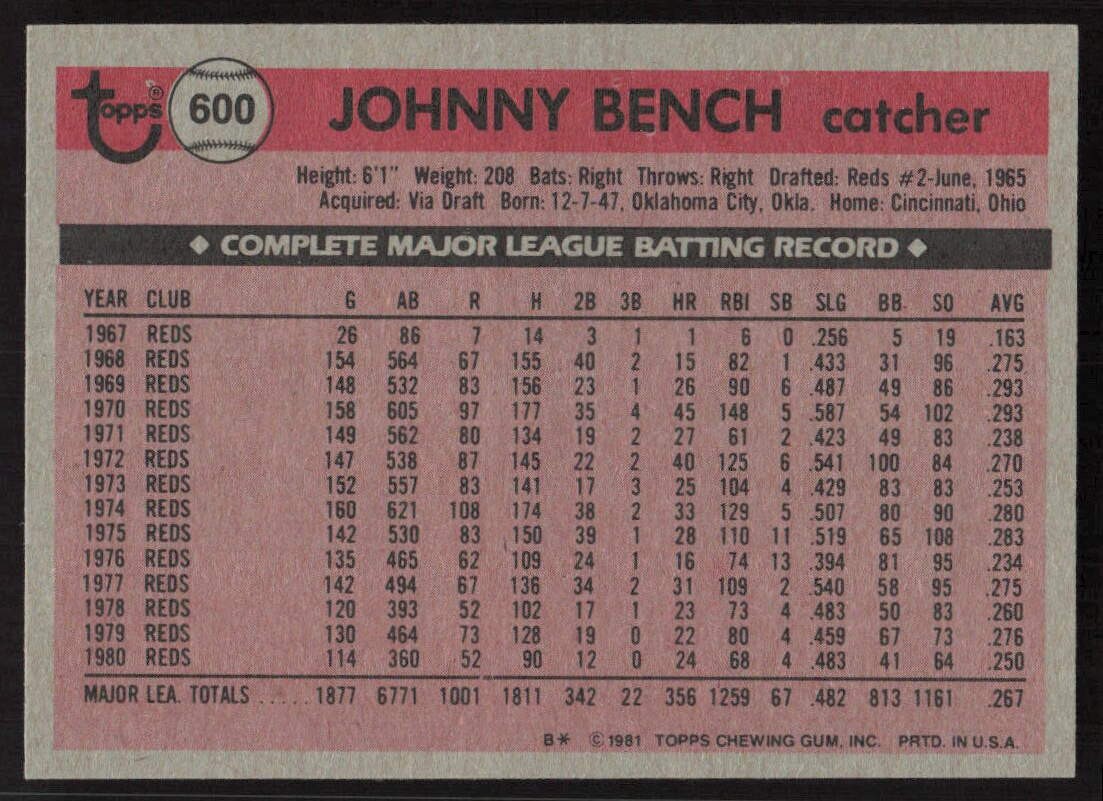 topps® 600 JOHNNY BENCH catcher
Height: 6'1" Weight: 208 Bats: Right Throws: Right Drafted: Reds #2-June, 1965
Acquired: Via Draft Born: 12-7-47, Oklahoma City, Okla. Home: Cincinnati, Ohio
◆ COMPLETE MAJOR LEAGUE BATTING RECORD ◆
YEAR CLUB G AB R H 2B 3B HR RBI SB SLG BB SO AVG
1967 REDS 26 86 7 14 3 1 1 6 0 .256 5 19 .163
1968 REDS 154 564 67 155 40 2 15 82 1 .433 31 96 .275
1969 REDS 148 532 83 156 23 1 26 90 6 .487 49 86 .293
1970 REDS 158 605 97 177 35 4 45 148 5 .587 54 102 .293
1971 REDS 149 562 80 134 19 2 27 61 2 .423 49 83 .238
1972 REDS 147 538 87 145 22 2 40 125 6 .541 100 84 .270
1973 REDS 152 557 83 141 17 3 25 104 4 .429 83 83 .253
1974 REDS 160 621 108 174 38 2 33 129 5 .507 80 90 .280
1975 REDS 142 530 83 150 39 1 28 110 11 .519 65 108 .283
1976 REDS 135 465 62 109 24 1 16 74 13 .394 81 95 .234
1977 REDS 142 494 67 136 34 2 31 109 2 .540 58 95 .275
1978 REDS 120 393 52 102 17 1 23 73 4 .483 50 83 .260
1979 REDS 130 464 73 128 19 0 22 80 4 .459 67 73 .276
1980 REDS 114 360 52 90 12 0 24 68 4 .483 41 64 .250
MAJOR LEA. TOTALS ..... 1877 6771 1001 1811 342 22 356 1259 67 .482 813 1161 .267
B* ©1981 TOPPS CHEWING GUM, INC. PRTD. IN U.S.A.